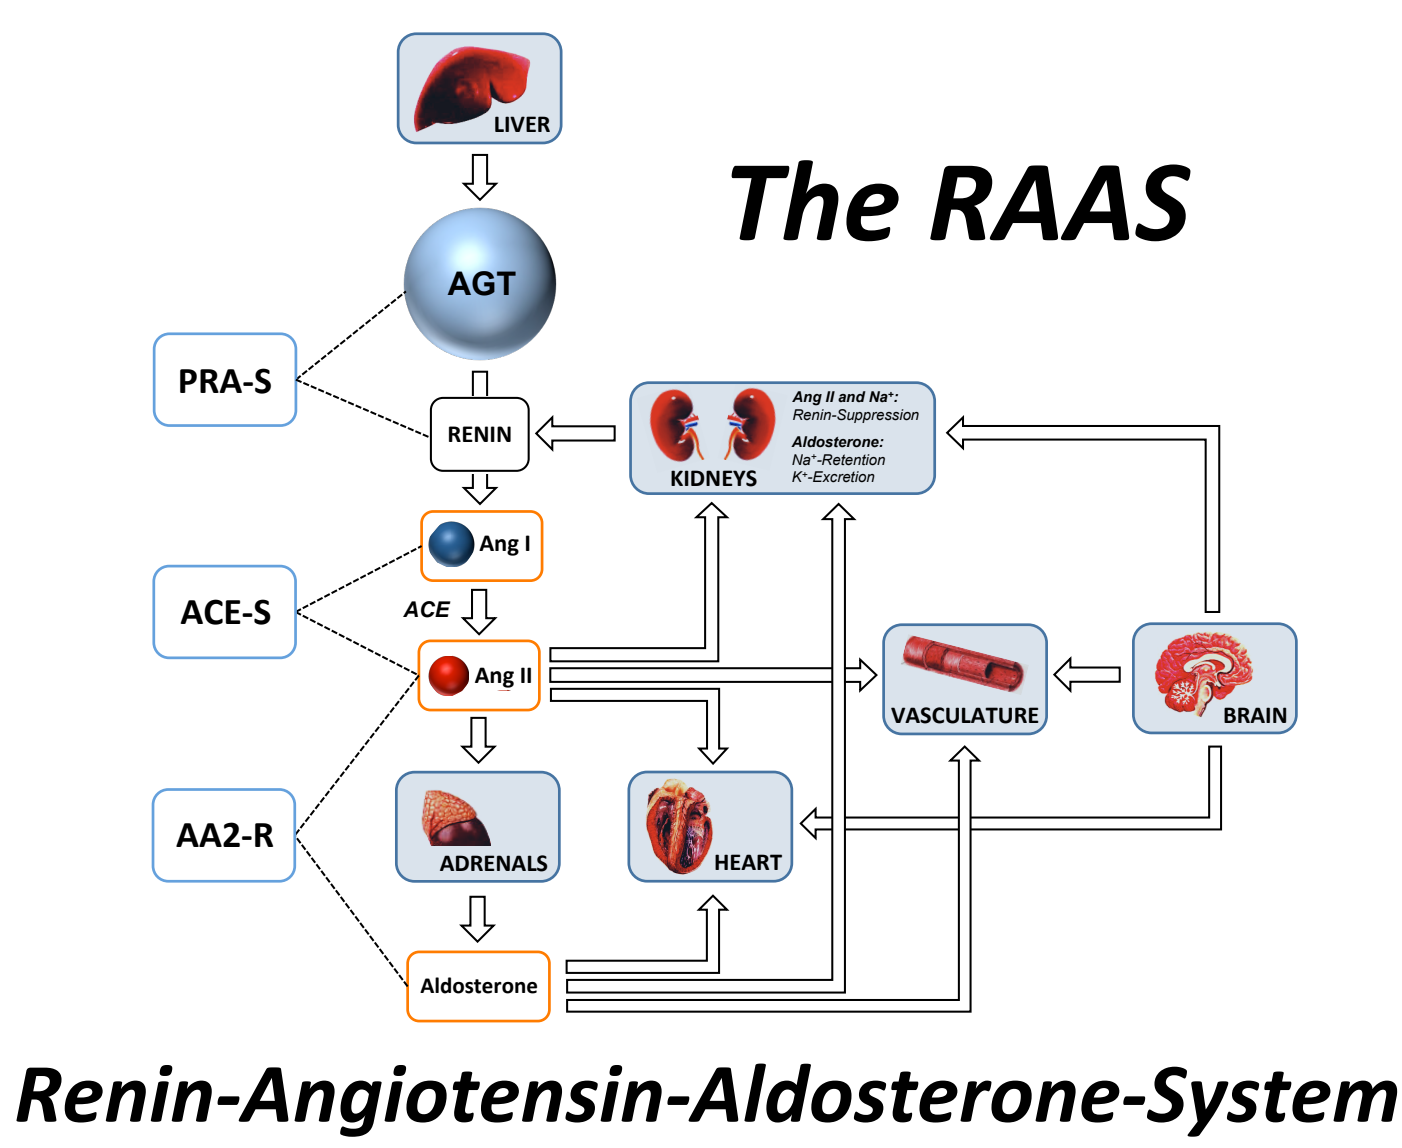 LIVER
The RAAS
AGT
PRA-S
RENIN
KIDNEYS
Ang II and Na⁺:
Renin-Suppression
Aldosterone:
Na⁺-Retention
K⁺-Excretion
Ang I
ACE-S
ACE
Ang II
VASCULATURE
BRAIN
AA2-R
ADRENALS
HEART
Aldosterone
Renin-Angiotensin-Aldosterone-System